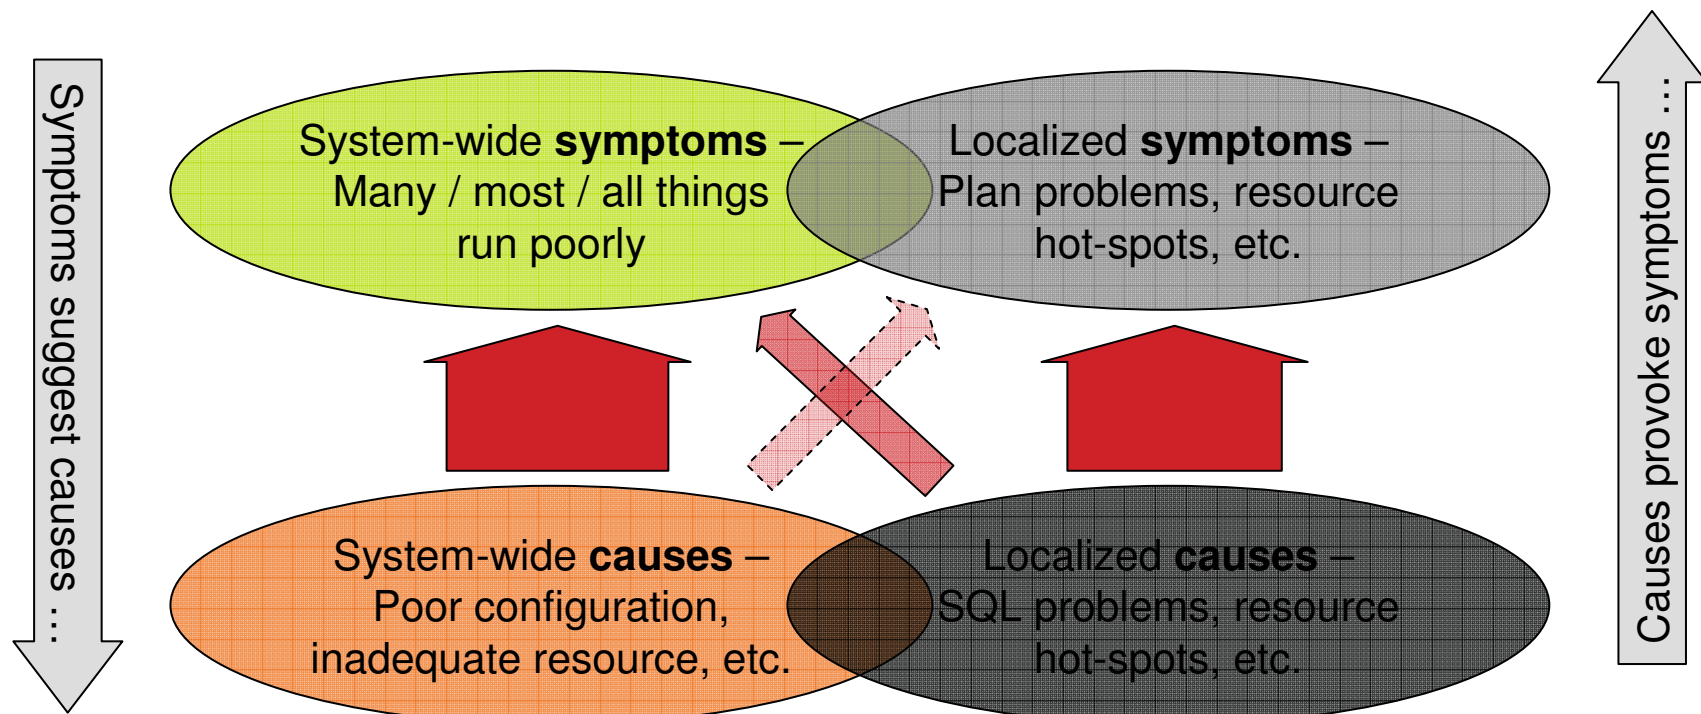 Symptoms suggest causes ...
System-wide symptoms –
Many / most / all things
run poorly
Localized symptoms –
Plan problems, resource
hot-spots, etc.
System-wide causes –
Poor configuration,
inadequate resource, etc.
Localized causes –
SQL problems, resource
hot-spots, etc.
Causes provoke symptoms ...